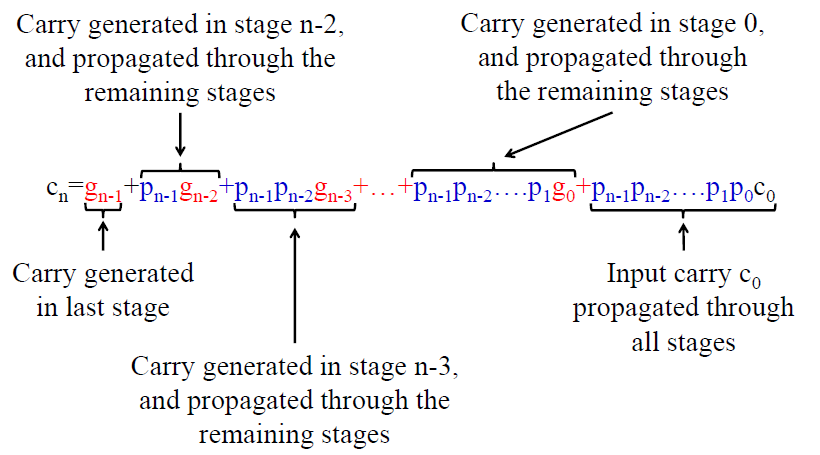 Carry generated in stage n-2,
and propagated through the
remaining stages
Carry generated in stage 0,
and propagated through
the remaining stages
cₙ=gₙ₋₁+pₙ₋₁gₙ₋₂+pₙ₋₁pₙ₋₂gₙ₋₃+...+pₙ₋₁pₙ₋₂....p₁g₀+pₙ₋₁pₙ₋₂....p₁p₀c₀
Carry generated
in last stage
Carry generated in stage n-3,
and propagated through the
remaining stages
Input carry c₀
propagated through
all stages